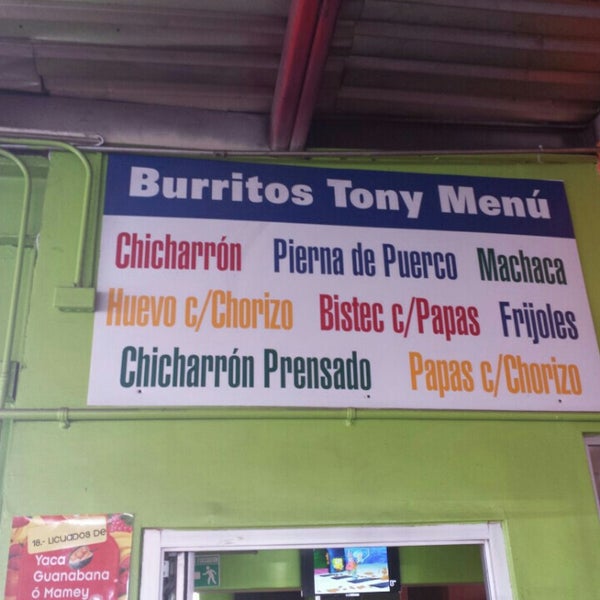 Burritos Tony Menú
Chicharrón Pierna de Puerco Machaca
Huevo c/Chorizo Bistec c/Papas Frijoles
Chicharrón Prensado Papas c/Chorizo
18.- LICUADOS DE
Yaca
Guanabana
ó Mamey